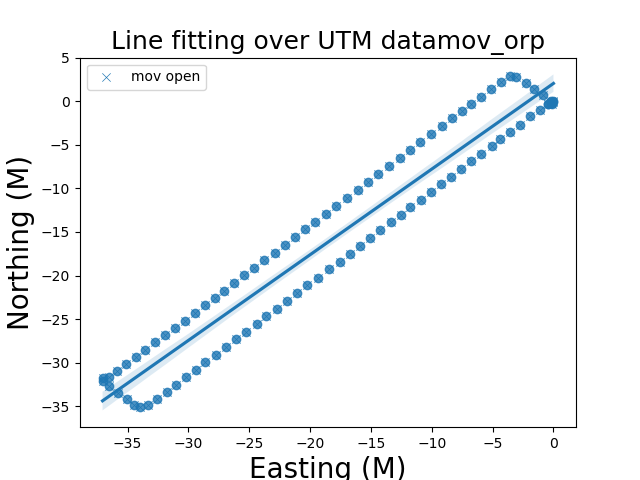 Line fitting over UTM datamov_orp
mov open
5
0
−5
−10
−15
−20
−25
−30
−35
Northing (M)
−35 −30 −25 −20 −15 −10 −5 0
Easting (M)